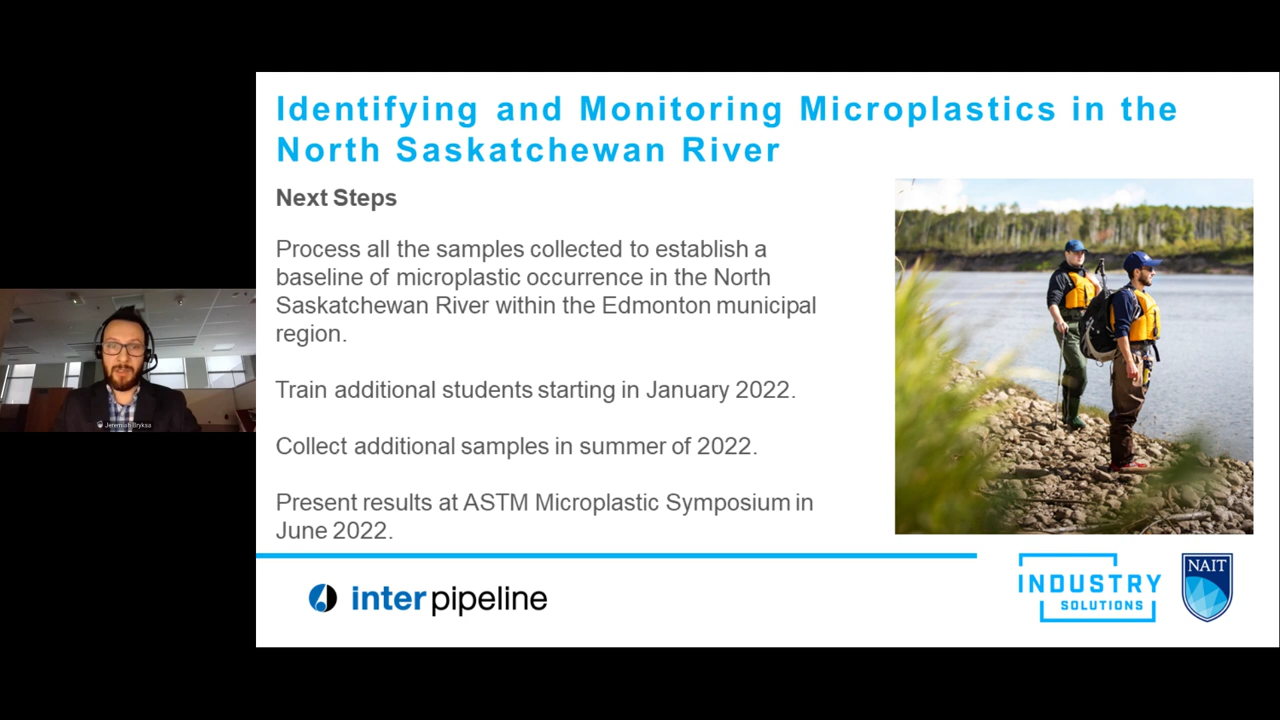 Identifying and Monitoring Microplastics in the
North Saskatchewan River
Next Steps
Process all the samples collected to establish a
baseline of microplastic occurrence in the North
Saskatchewan River within the Edmonton municipal
region.
Train additional students starting in January 2022.
Collect additional samples in summer of 2022.
Present results at ASTM Microplastic Symposium in
June 2022.
Jeremiah Bryksa
inter pipeline
INDUSTRY
SOLUTIONS
NAIT